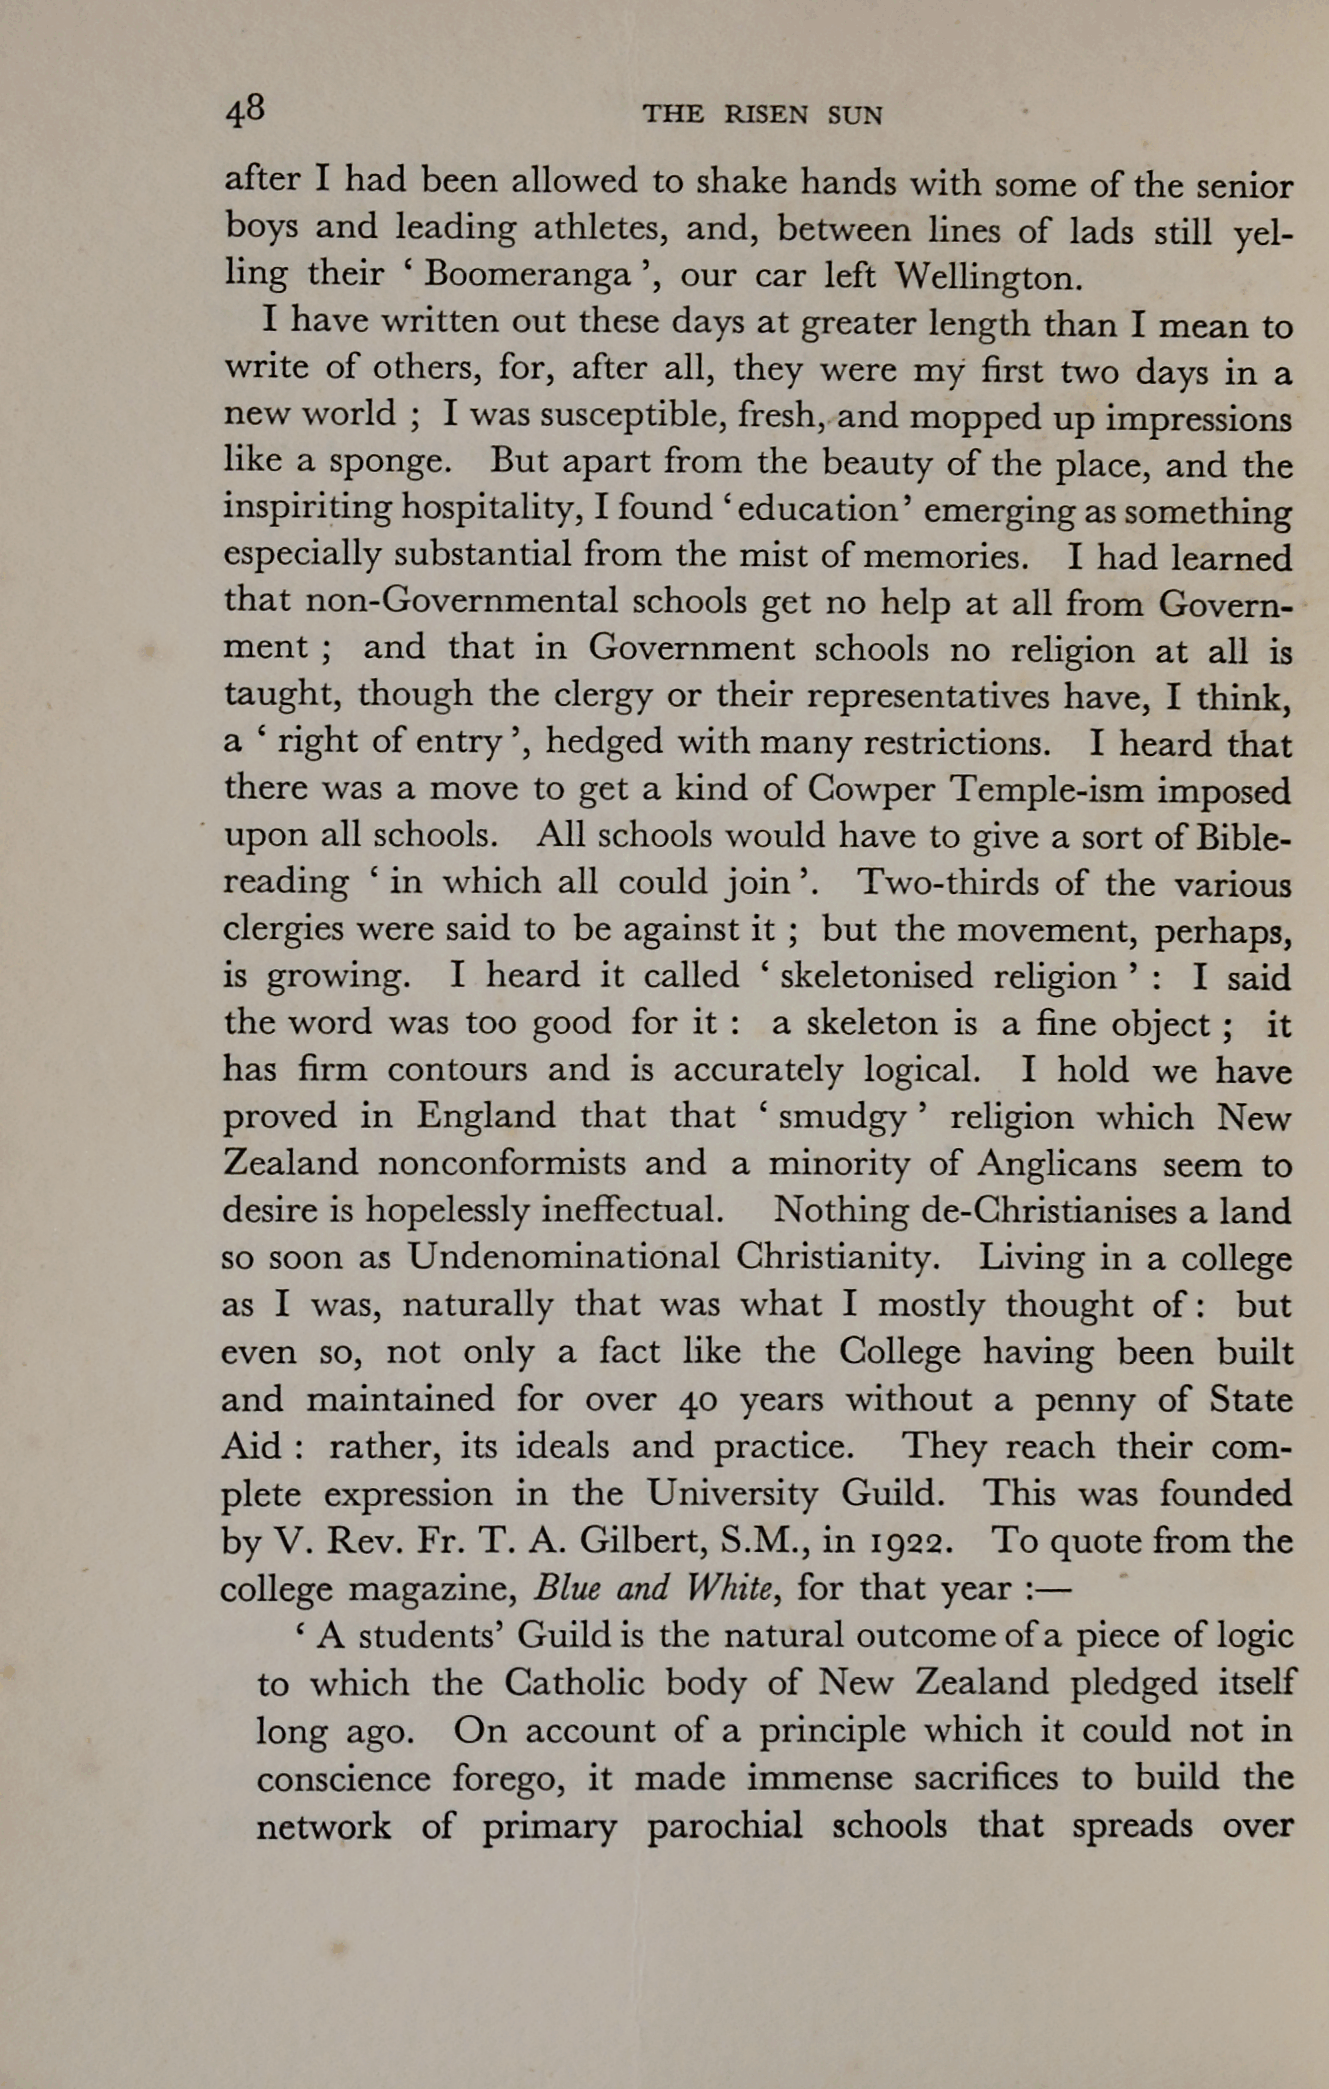 48 THE RISEN SUN
after I had been allowed to shake hands with some of the senior
boys and leading athletes, and, between lines of lads still yel-
ling their ‘ Boomeranga ’, our car left Wellington.
I have written out these days at greater length than I mean to
write of others, for, after all, they were my first two days in a
new world ; I was susceptible, fresh, and mopped up impressions
like a sponge. But apart from the beauty of the place, and the
inspiriting hospitality, I found ‘ education ’ emerging as something
especially substantial from the mist of memories. I had learned
that non-Governmental schools get no help at all from Govern-
ment ; and that in Government schools no religion at all is
taught, though the clergy or their representatives have, I think,
a ‘ right of entry ’, hedged with many restrictions. I heard that
there was a move to get a kind of Cowper Temple-ism imposed
upon all schools. All schools would have to give a sort of Bible-
reading ‘ in which all could join ’. Two-thirds of the various
clergies were said to be against it ; but the movement, perhaps,
is growing. I heard it called ‘ skeletonised religion ’ : I said
the word was too good for it : a skeleton is a fine object ; it
has firm contours and is accurately logical. I hold we have
proved in England that that ‘ smudgy ’ religion which New
Zealand nonconformists and a minority of Anglicans seem to
desire is hopelessly ineffectual. Nothing de-Christianises a land
so soon as Undenominational Christianity. Living in a college
as I was, naturally that was what I mostly thought of : but
even so, not only a fact like the College having been built
and maintained for over 40 years without a penny of State
Aid : rather, its ideals and practice. They reach their com-
plete expression in the University Guild. This was founded
by V. Rev. Fr. T. A. Gilbert, S.M., in 1922. To quote from the
college magazine, Blue and White, for that year :—
‘ A students’ Guild is the natural outcome of a piece of logic
to which the Catholic body of New Zealand pledged itself
long ago. On account of a principle which it could not in
conscience forego, it made immense sacrifices to build the
network of primary parochial schools that spreads over